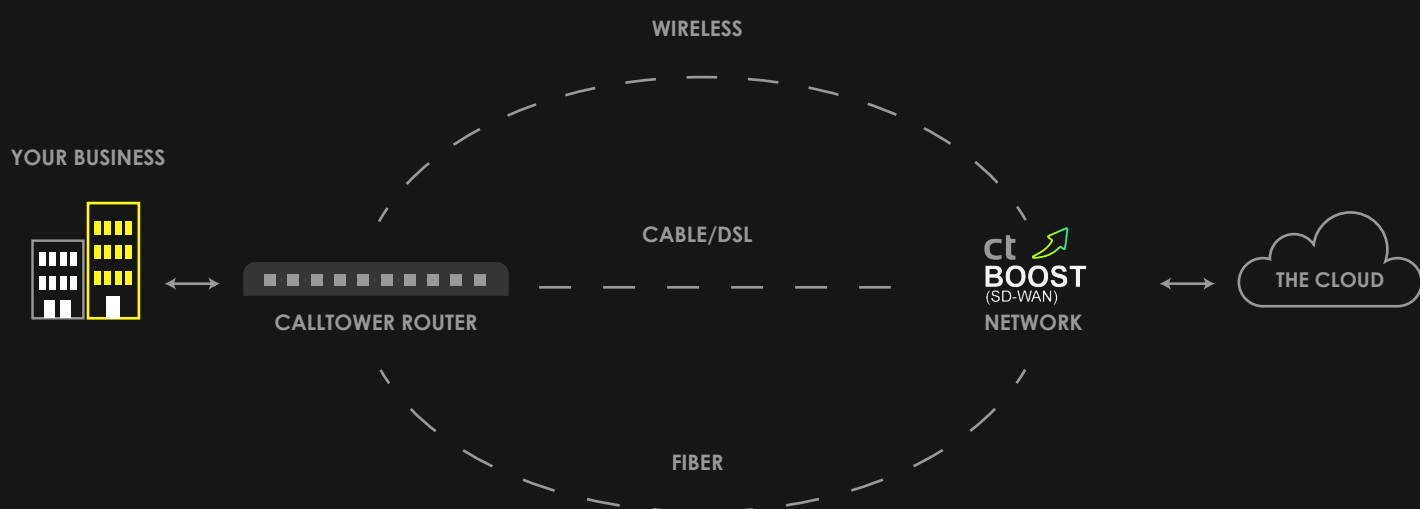 WIRELESS
YOUR BUSINESS
CABLE/DSL
ct
BOOST
(SD-WAN)
THE CLOUD
CALLTOWER ROUTER
NETWORK
FIBER